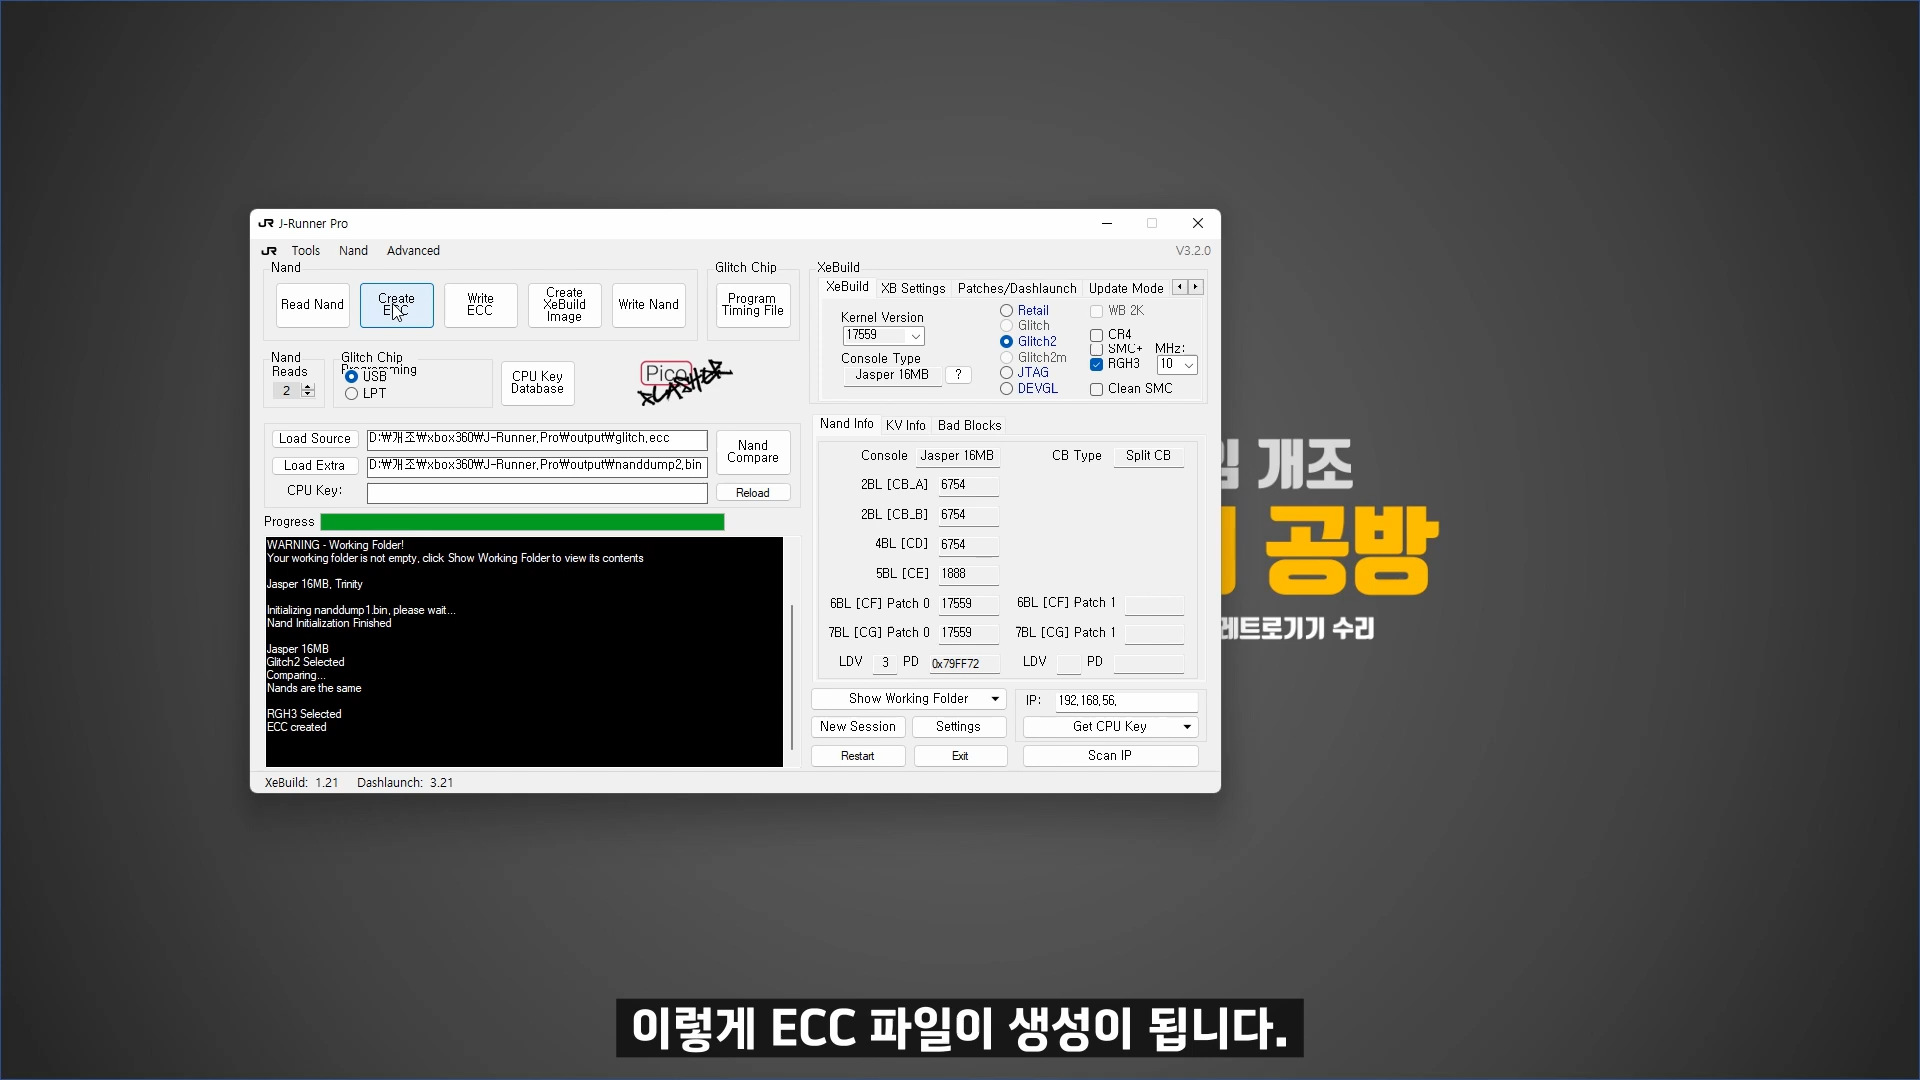 J-Runner Pro
Tools Nand Advanced V3.2.0
Nand
Read Nand
Create ECC
Write ECC
Create XeBuild Image
Write Nand
Glitch Chip
Program Timing File
Nand Reads
2
Glitch Chip Programming
USB
LPT
CPU Key Database
Pico
FLASHER
Load Source D:₩개조₩xbox360₩J-Runner.Pro₩output₩glitch.ecc
Load Extra D:₩개조₩xbox360₩J-Runner.Pro₩output₩nanddump2.bin
CPU Key:
Nand Compare
Reload
Progress
WARNING - Working Folder!
Your working folder is not empty, click Show Working Folder to view its contents
Jasper 16MB, Trinity
Initializing nanddump1.bin, please wait...
Nand Initialization Finished
Jasper 16MB
Glitch2 Selected
Comparing...
Nands are the same
RGH3 Selected
ECC created
XeBuild: 1.21 Dashlaunch: 3.21
XeBuild
XeBuild XB Settings Patches/Dashlaunch Update Mode
Kernel Version
17559
Console Type
Jasper 16MB ?
Retail
Glitch
Glitch2
Glitch2m
JTAG
DEVGL
WB 2K
CR4
SMC+ MHz:
RGH3 10
Clean SMC
Nand Info KV Info Bad Blocks
Console Jasper 16MB CB Type Split CB
2BL [CB_A] 6754
2BL [CB_B] 6754
4BL [CD] 6754
5BL [CE] 1888
6BL [CF] Patch 0 17559 6BL [CF] Patch 1
7BL [CG] Patch 0 17559 7BL [CG] Patch 1
LDV 3 PD 0x79FF72 LDV PD
Show Working Folder IP: 192.168.56.
New Session Settings Get CPU Key
Restart Exit Scan IP
개조
공방
레트로기기 수리
이렇게 ECC 파일이 생성이 됩니다.